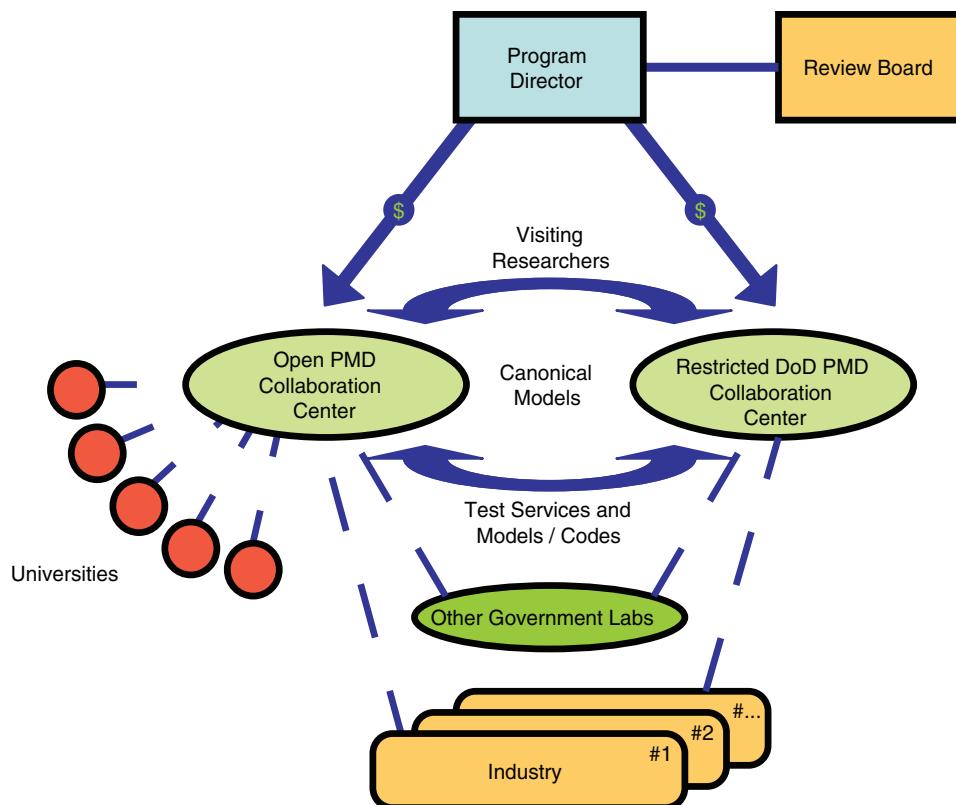 Program
Director
Review Board
$
$
Visiting
Researchers
Open PMD
Collaboration
Center
Canonical
Models
Restricted DoD PMD
Collaboration
Center
Test Services and
Models / Codes
Universities
Other Government Labs
#...
#2
#1
Industry